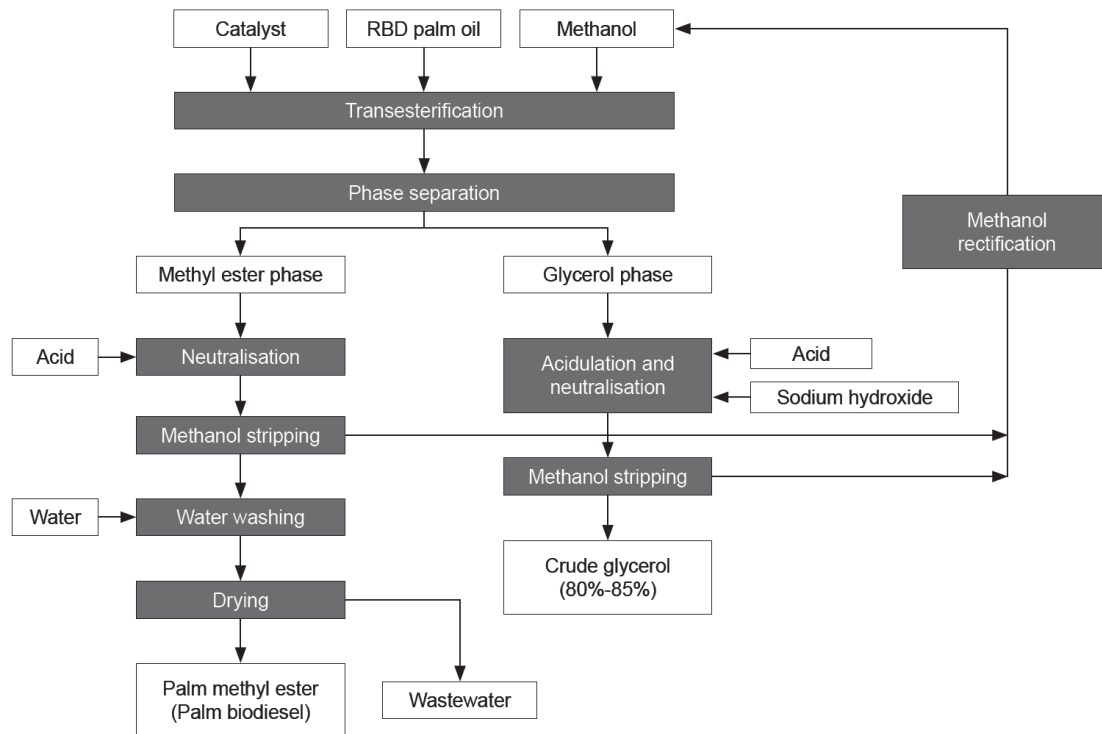 Catalyst
RBD palm oil
Methanol
Transesterification
Phase separation
Methanol
rectification
Methyl ester phase
Glycerol phase
Acid
Neutralisation
Acidulation and
neutralisation
Acid
Sodium hydroxide
Methanol stripping
Methanol stripping
Water
Water washing
Crude glycerol
(80%-85%)
Drying
Palm methyl ester
(Palm biodiesel)
Wastewater